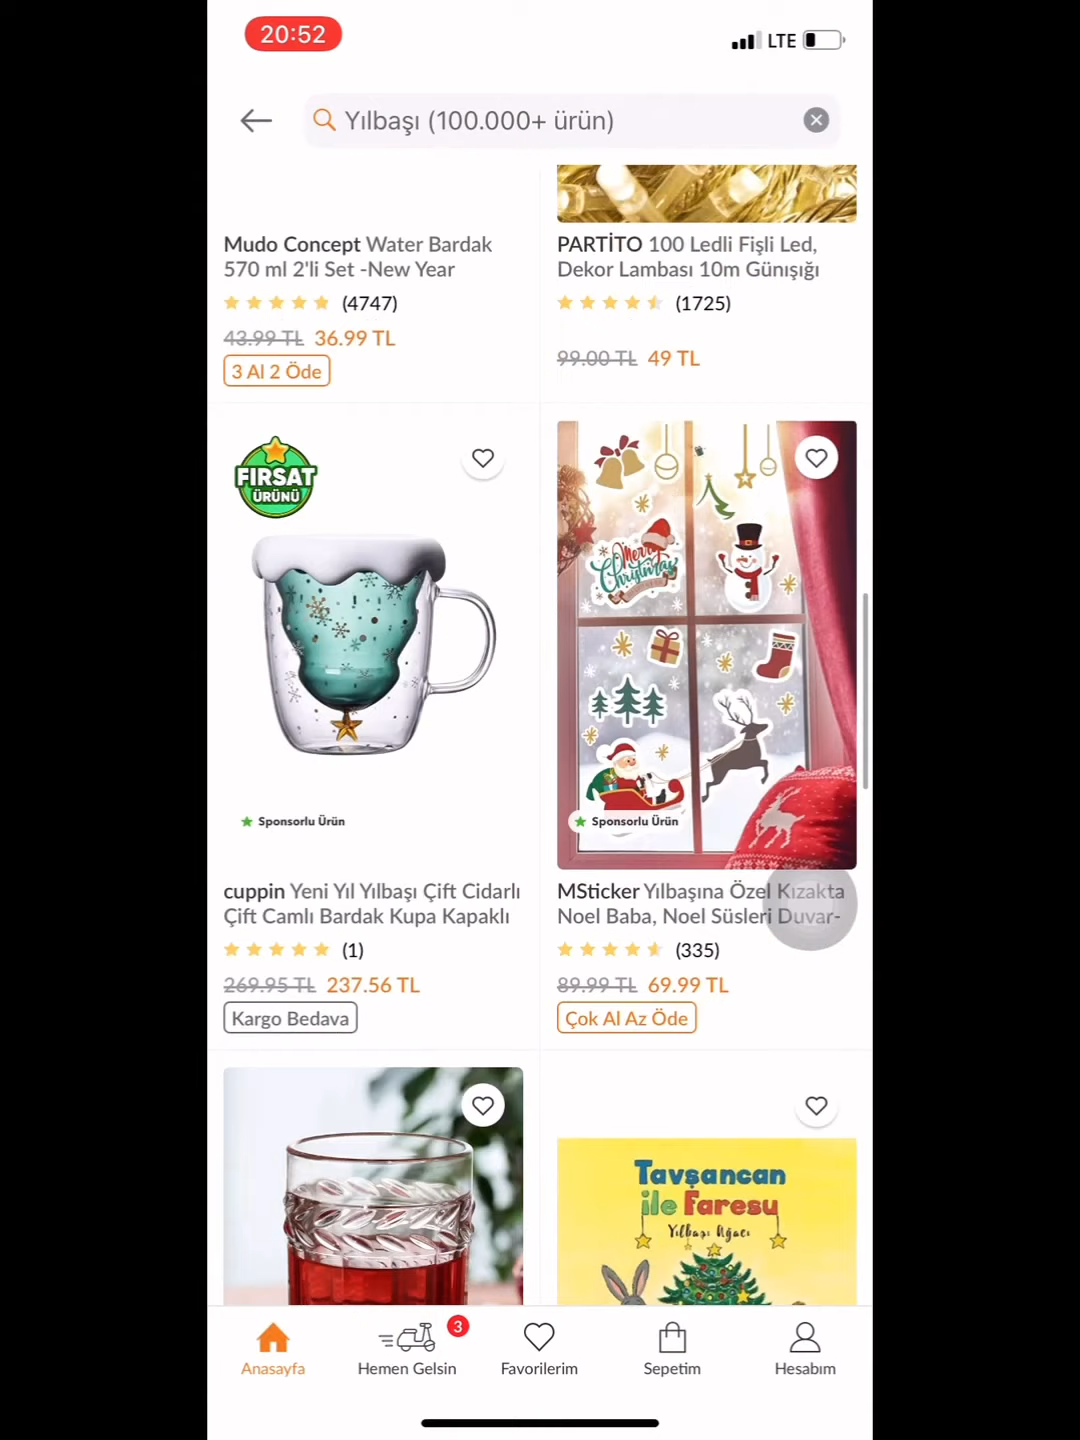 20:52
LTE
Yılbaşı (100.000+ ürün)
Mudo Concept Water Bardak
570 ml 2'li Set -New Year
(4747)
43.99 TL 36.99 TL
3 Al 2 Öde
PARTİTO 100 Ledli Fişli Led,
Dekor Lambası 10m Günışığı
(1725)
99.00 TL 49 TL
FIRSAT
ÜRÜNÜ
Sponsorlu Ürün
cuppin Yeni Yıl Yılbaşı Çift Cidarlı
Çift Camlı Bardak Kupa Kapaklı
(1)
269.95 TL 237.56 TL
Kargo Bedava
Merry
Christmas
Sponsorlu Ürün
MSticker Yılbaşına Özel Kızakta
Noel Baba, Noel Süsleri Duvar-
(335)
89.99 TL 69.99 TL
Çok Al Az Öde
Tavşancan
ile Faresu
Yılbaşı Ağacı
Anasayfa
Hemen Gelsin
3
Favorilerim
Sepetim
Hesabım